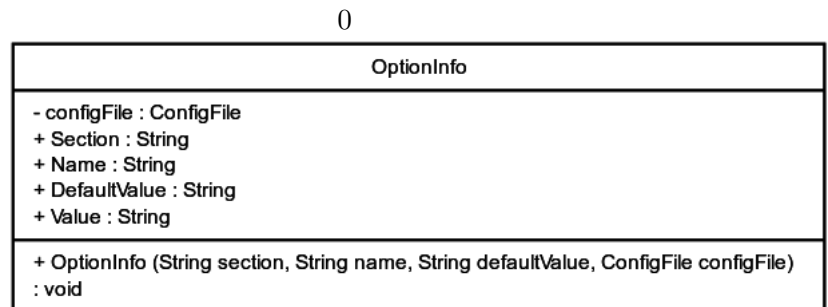 0
OptionInfo
- configFile : ConfigFile
+ Section : String
+ Name : String
+ DefaultValue : String
+ Value : String
+ OptionInfo (String section, String name, String defaultValue, ConfigFile configFile)
: void